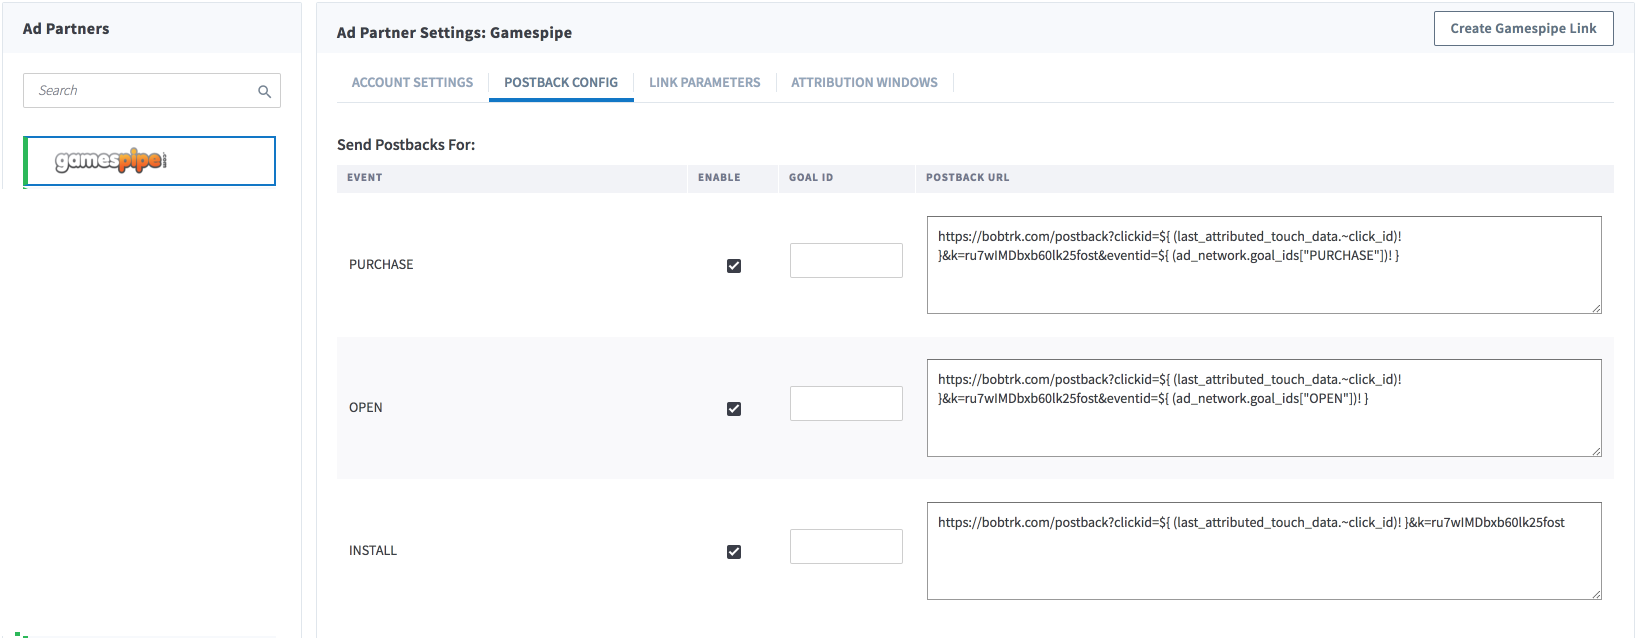 Ad Partners
Search
gamespipe
Ad Partner Settings: Gamespipe
Create Gamespipe Link
ACCOUNT SETTINGS
POSTBACK CONFIG
LINK PARAMETERS
ATTRIBUTION WINDOWS
Send Postbacks For:
EVENT
ENABLE
GOAL ID
POSTBACK URL
PURCHASE
https://bobtrk.com/postback?clickid=${ (last_attributed_touch_data.~click_id)!
}&k=ru7wIMDbxb60lk25fost&eventid=${ (ad_network.goal_ids["PURCHASE"])! }
OPEN
https://bobtrk.com/postback?clickid=${ (last_attributed_touch_data.~click_id)!
}&k=ru7wIMDbxb60lk25fost&eventid=${ (ad_network.goal_ids["OPEN"])! }
INSTALL
https://bobtrk.com/postback?clickid=${ (last_attributed_touch_data.~click_id)! }&k=ru7wIMDbxb60lk25fost